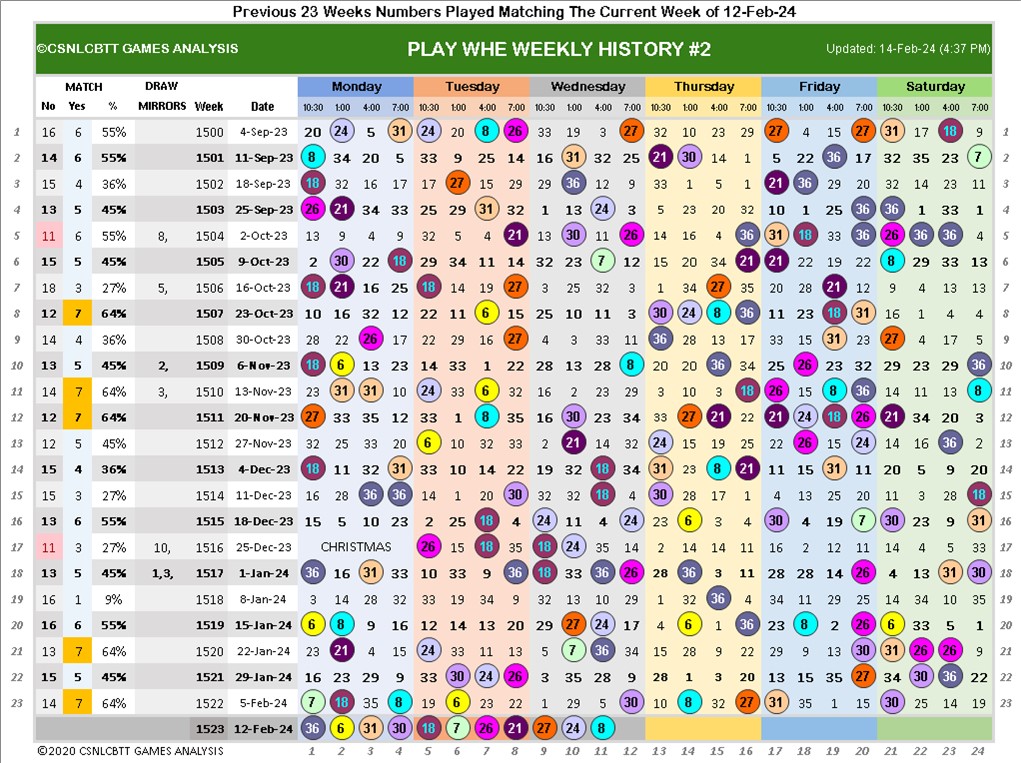 Previous 23 Weeks Numbers Played Matching The Current Week of 12-Feb-24
©CSNLCBTT GAMES ANALYSIS PLAY WHE WEEKLY HISTORY #2 Updated: 14-Feb-24 (4:37 PM)
MATCH DRAW Monday Tuesday Wednesday Thursday Friday Saturday
No Yes % MIRRORS Week Date 10:30 1:00 4:00 7:00 10:30 1:00 4:00 7:00 10:30 1:00 4:00 7:00 10:30 1:00 4:00 7:00 10:30 1:00 4:00 7:00 10:30 1:00 4:00 7:00
1 16 6 55% 1500 4-Sep-23 20 24 5 31 24 20 8 26 33 19 3 27 32 10 23 29 27 4 15 27 31 17 18 9 1
2 14 6 55% 1501 11-Sep-23 8 34 20 5 33 9 25 14 16 31 32 25 21 30 14 1 5 22 36 17 32 35 23 7 2
3 15 4 36% 1502 18-Sep-23 18 32 16 17 17 27 15 29 29 36 12 9 33 1 5 1 21 36 29 20 32 14 23 11 3
4 13 5 45% 1503 25-Sep-23 26 21 34 33 25 29 31 32 1 13 24 3 5 23 20 32 10 1 25 36 36 1 33 1 4
5 11 6 55% 8, 1504 2-Oct-23 13 9 4 9 32 5 4 21 13 30 11 26 14 16 4 36 31 18 33 36 26 36 36 4 5
6 15 5 45% 1505 9-Oct-23 2 30 22 18 29 34 11 14 32 23 7 12 15 20 34 21 21 22 19 22 8 29 33 13 6
7 18 3 27% 5, 1506 16-Oct-23 18 21 16 25 18 14 19 27 3 25 32 3 1 34 27 35 20 28 21 12 9 4 13 13 7
8 12 7 64% 1507 23-Oct-23 10 16 32 12 22 11 6 15 25 10 11 3 30 24 8 36 11 23 18 31 16 1 4 4 8
9 14 4 36% 1508 30-Oct-23 28 22 26 17 22 29 16 27 4 3 33 11 36 28 13 17 33 15 31 23 27 4 17 5 9
10 13 5 45% 2, 1509 6-Nov-23 18 6 13 23 14 33 1 22 18 13 28 8 20 20 36 34 25 26 23 32 29 23 29 36 10
11 14 7 64% 3, 1510 13-Nov-23 23 31 31 10 24 33 6 22 16 2 29 29 1 3 4 18 26 15 8 36 4 11 14 8 11
12 12 7 64% 1511 20-Nov-23 27 33 35 12 33 1 8 35 16 30 23 34 33 27 21 22 21 24 18 26 21 34 20 3 12
13 12 5 45% 1512 27-Nov-23 32 25 33 20 6 10 32 33 2 21 14 32 24 15 19 25 22 26 15 24 14 16 36 2 13
14 15 4 36% 1513 4-Dec-23 18 11 32 31 33 10 14 22 19 32 18 34 31 23 8 21 11 19 31 11 20 5 9 20 14
15 15 3 27% 1514 11-Dec-23 16 28 36 36 14 1 20 30 32 15 18 4 30 28 17 1 4 13 25 20 11 3 28 18 15
16 13 6 55% 1515 18-Dec-23 15 5 10 23 2 25 18 4 24 11 4 24 23 6 3 4 30 4 19 7 30 23 9 31 16
17 11 3 27% 10, 1516 25-Dec-23 CHRISTMAS 26 15 18 35 18 24 35 14 2 14 14 11 16 2 12 11 14 4 5 33 17
18 13 5 45% 1,3, 1517 1-Jan-24 36 16 31 33 10 33 9 36 18 33 36 26 28 36 3 11 28 28 14 26 4 13 31 30 18
19 16 1 9% 1518 8-Jan-24 3 14 28 32 33 19 34 9 32 13 10 29 1 15 36 4 34 11 29 25 14 34 10 35 19
20 16 6 55% 1519 15-Jan-24 6 8 9 16 12 14 13 20 29 27 24 17 4 6 1 36 23 8 2 26 6 33 5 1 20
21 13 7 64% 1520 22-Jan-24 23 21 4 15 24 33 11 13 5 7 36 34 15 28 9 22 29 9 13 30 31 26 26 9 21
22 15 5 45% 1521 29-Jan-24 16 23 29 9 33 30 24 26 3 35 28 9 28 1 3 20 13 15 35 27 34 30 36 22 22
23 14 7 64% 1522 5-Feb-24 7 18 35 8 15 6 15 2 1 29 5 30 10 8 32 27 31 35 1 15 30 25 14 19 23
1523 12-Feb-24 36 6 31 30 18 7 26 21 27 24 8
©2020 CSNLCBTT GAMES ANALYSIS 1 2 3 4 5 6 7 8 9 10 11 12 13 14 15 16 17 18 19 20 21 22 23 24